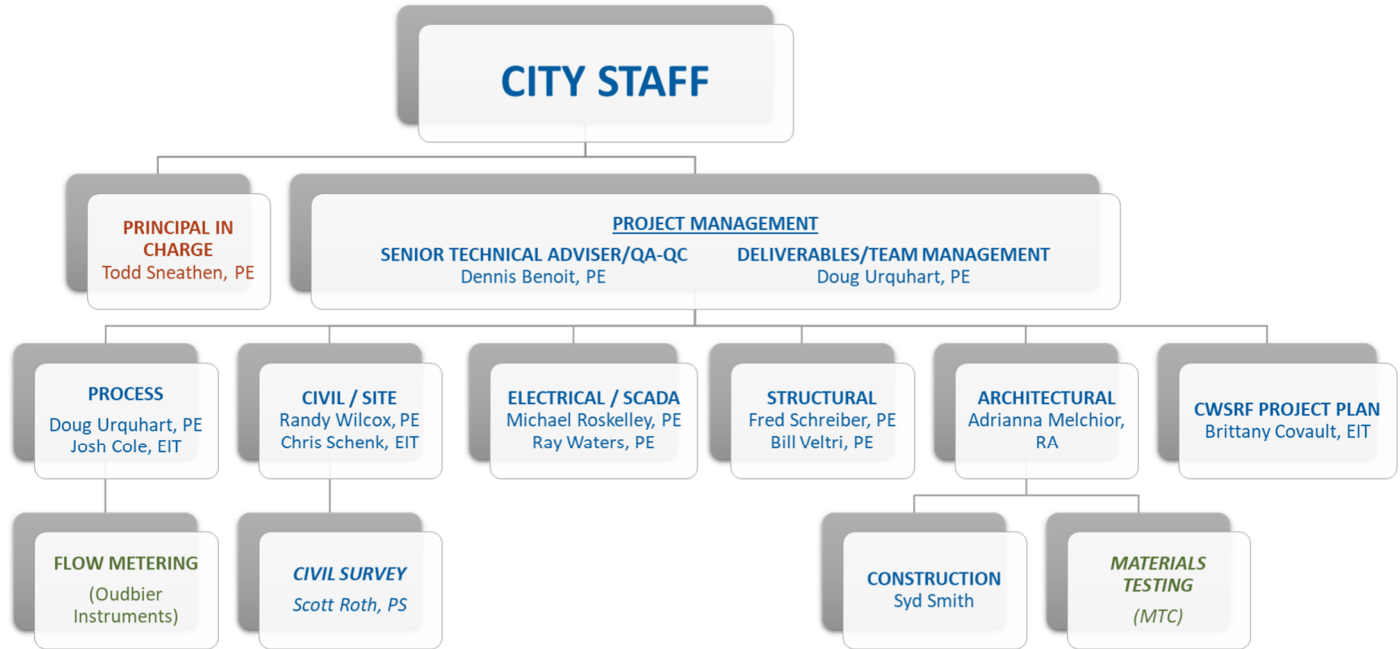 CITY STAFF
PRINCIPAL IN
CHARGE
Todd Sneathen, PE
PROJECT MANAGEMENT
SENIOR TECHNICAL ADVISER/QA-QC
Dennis Benoit, PE
DELIVERABLES/TEAM MANAGEMENT
Doug Urquhart, PE
PROCESS
Doug Urquhart, PE
Josh Cole, EIT
CIVIL / SITE
Randy Wilcox, PE
Chris Schenk, EIT
ELECTRICAL / SCADA
Michael Roskelley, PE
Ray Waters, PE
STRUCTURAL
Fred Schreiber, PE
Bill Veltri, PE
ARCHITECTURAL
Adrianna Melchior,
RA
CWSRF PROJECT PLAN
Brittany Covault, EIT
FLOW METERING
(Oudbier
Instruments)
CIVIL SURVEY
Scott Roth, PS
CONSTRUCTION
Syd Smith
MATERIALS
TESTING
(MTC)